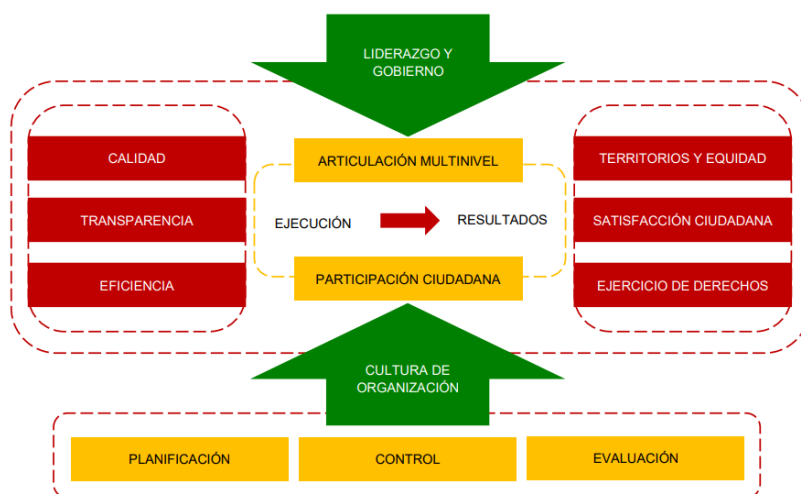 LIDERAZGO Y
GOBIERNO
CALIDAD
ARTICULACIÓN MULTINIVEL
TERRITORIOS Y EQUIDAD
TRANSPARENCIA
EJECUCIÓN
RESULTADOS
SATISFACCIÓN CIUDADANA
EFICIENCIA
PARTICIPACIÓN CIUDADANA
EJERCICIO DE DERECHOS
CULTURA DE
ORGANIZACIÓN
PLANIFICACIÓN
CONTROL
EVALUACIÓN